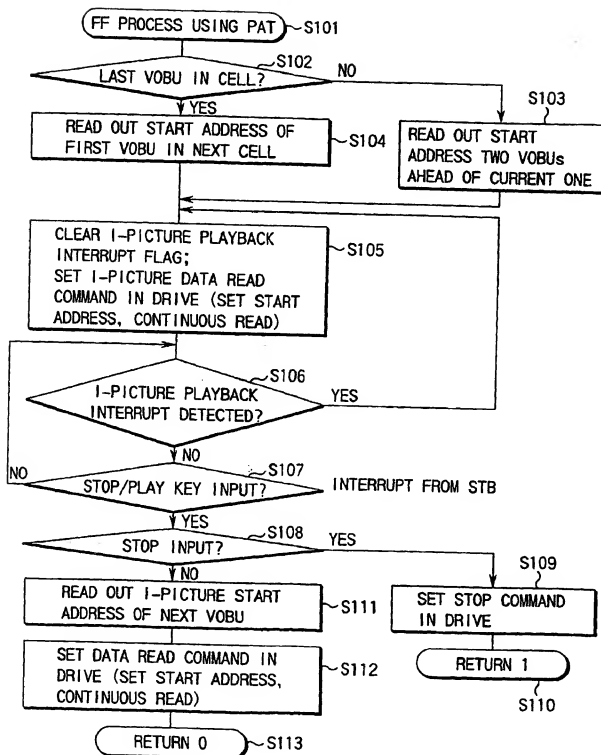 FF PROCESS USING PAT
S101
S102
LAST VOBU IN CELL?
NO
YES
S103
READ OUT START ADDRESS OF
FIRST VOBU IN NEXT CELL
S104
READ OUT START
ADDRESS TWO VOBUs
AHEAD OF CURRENT ONE
CLEAR I-PICTURE PLAYBACK
INTERRUPT FLAG;
SET I-PICTURE DATA READ
COMMAND IN DRIVE (SET START
ADDRESS, CONTINUOUS READ)
S105
S106
I-PICTURE PLAYBACK
INTERRUPT DETECTED?
YES
NO
S107
NO
STOP/PLAY KEY INPUT?
INTERRUPT FROM STB
YES
S108
STOP INPUT?
YES
NO
S109
READ OUT I-PICTURE START
ADDRESS OF NEXT VOBU
S111
SET STOP COMMAND
IN DRIVE
SET DATA READ COMMAND IN
DRIVE (SET START ADDRESS,
CONTINUOUS READ)
S112
RETURN 1
S110
RETURN 0
S113